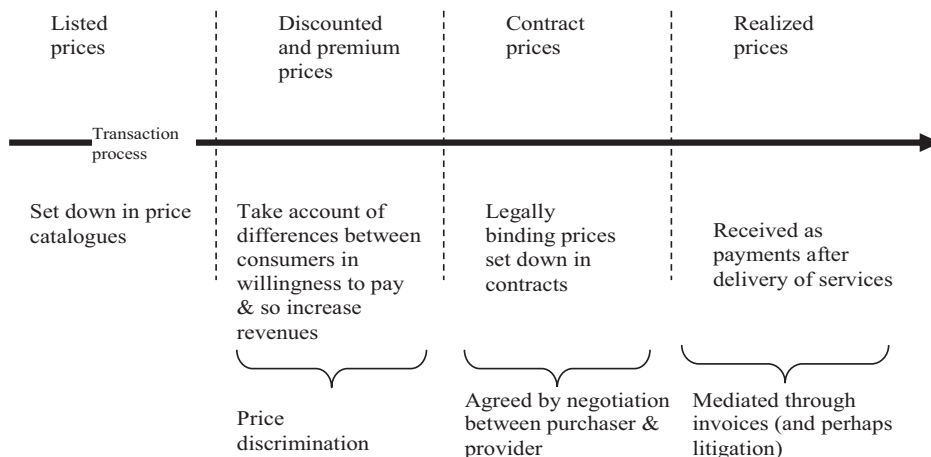 Listed
prices
Discounted
and premium
prices
Contract
prices
Realized
prices
Transaction
process
Set down in price
catalogues
Take account of
differences between
consumers in
willingness to pay
& so increase
revenues
Legally
binding prices
set down in
contracts
Received as
payments after
delivery of services
Price
discrimination
Agreed by negotiation
between purchaser &
provider
Mediated through
invoices (and perhaps
litigation)